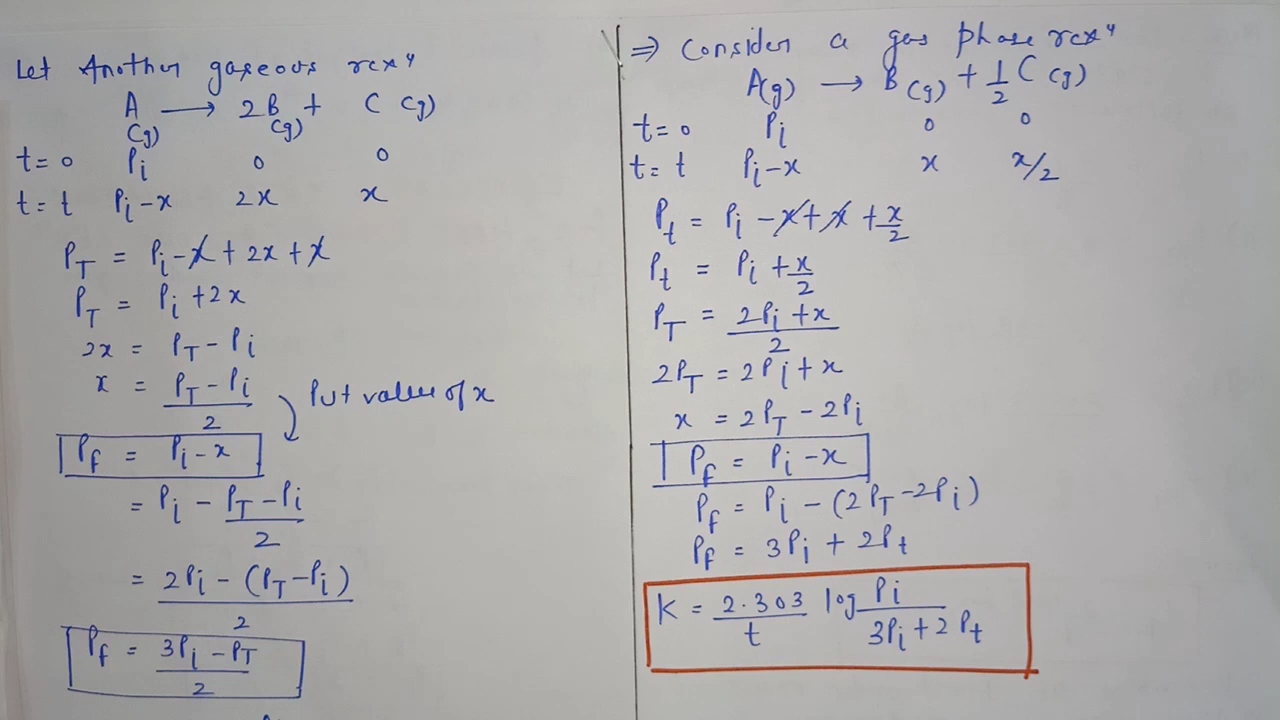 Let Another gaseous rcxⁿ
A (g) ⟶ 2B (g) + C (g)
t=0 Pi 0 0
t=t Pi-x 2x x
PT = Pi-x+2x+x
PT = Pi+2x
2x = PT-Pi
x = PT-Pi/2
Put value of x
Pf = Pi-x
= Pi - PT-Pi/2
= 2Pi-(PT-Pi)/2
Pf = 3Pi-PT/2
⇒ Consider a gas phase rcxⁿ
A(g) ⟶ B(g) + 1/2 C(g)
t=0 Pi 0 0
t=t Pi-x x x/2
Pt = Pi-x+x+x/2
Pt = Pi+x/2
PT = 2Pi+x/2
2PT = 2Pi+x
x = 2PT-2Pi
Pf = Pi-x
Pf = Pi-(2PT-2Pi)
Pf = 3Pi+2Pt
K = 2.303/t log Pi/3Pi+2Pt